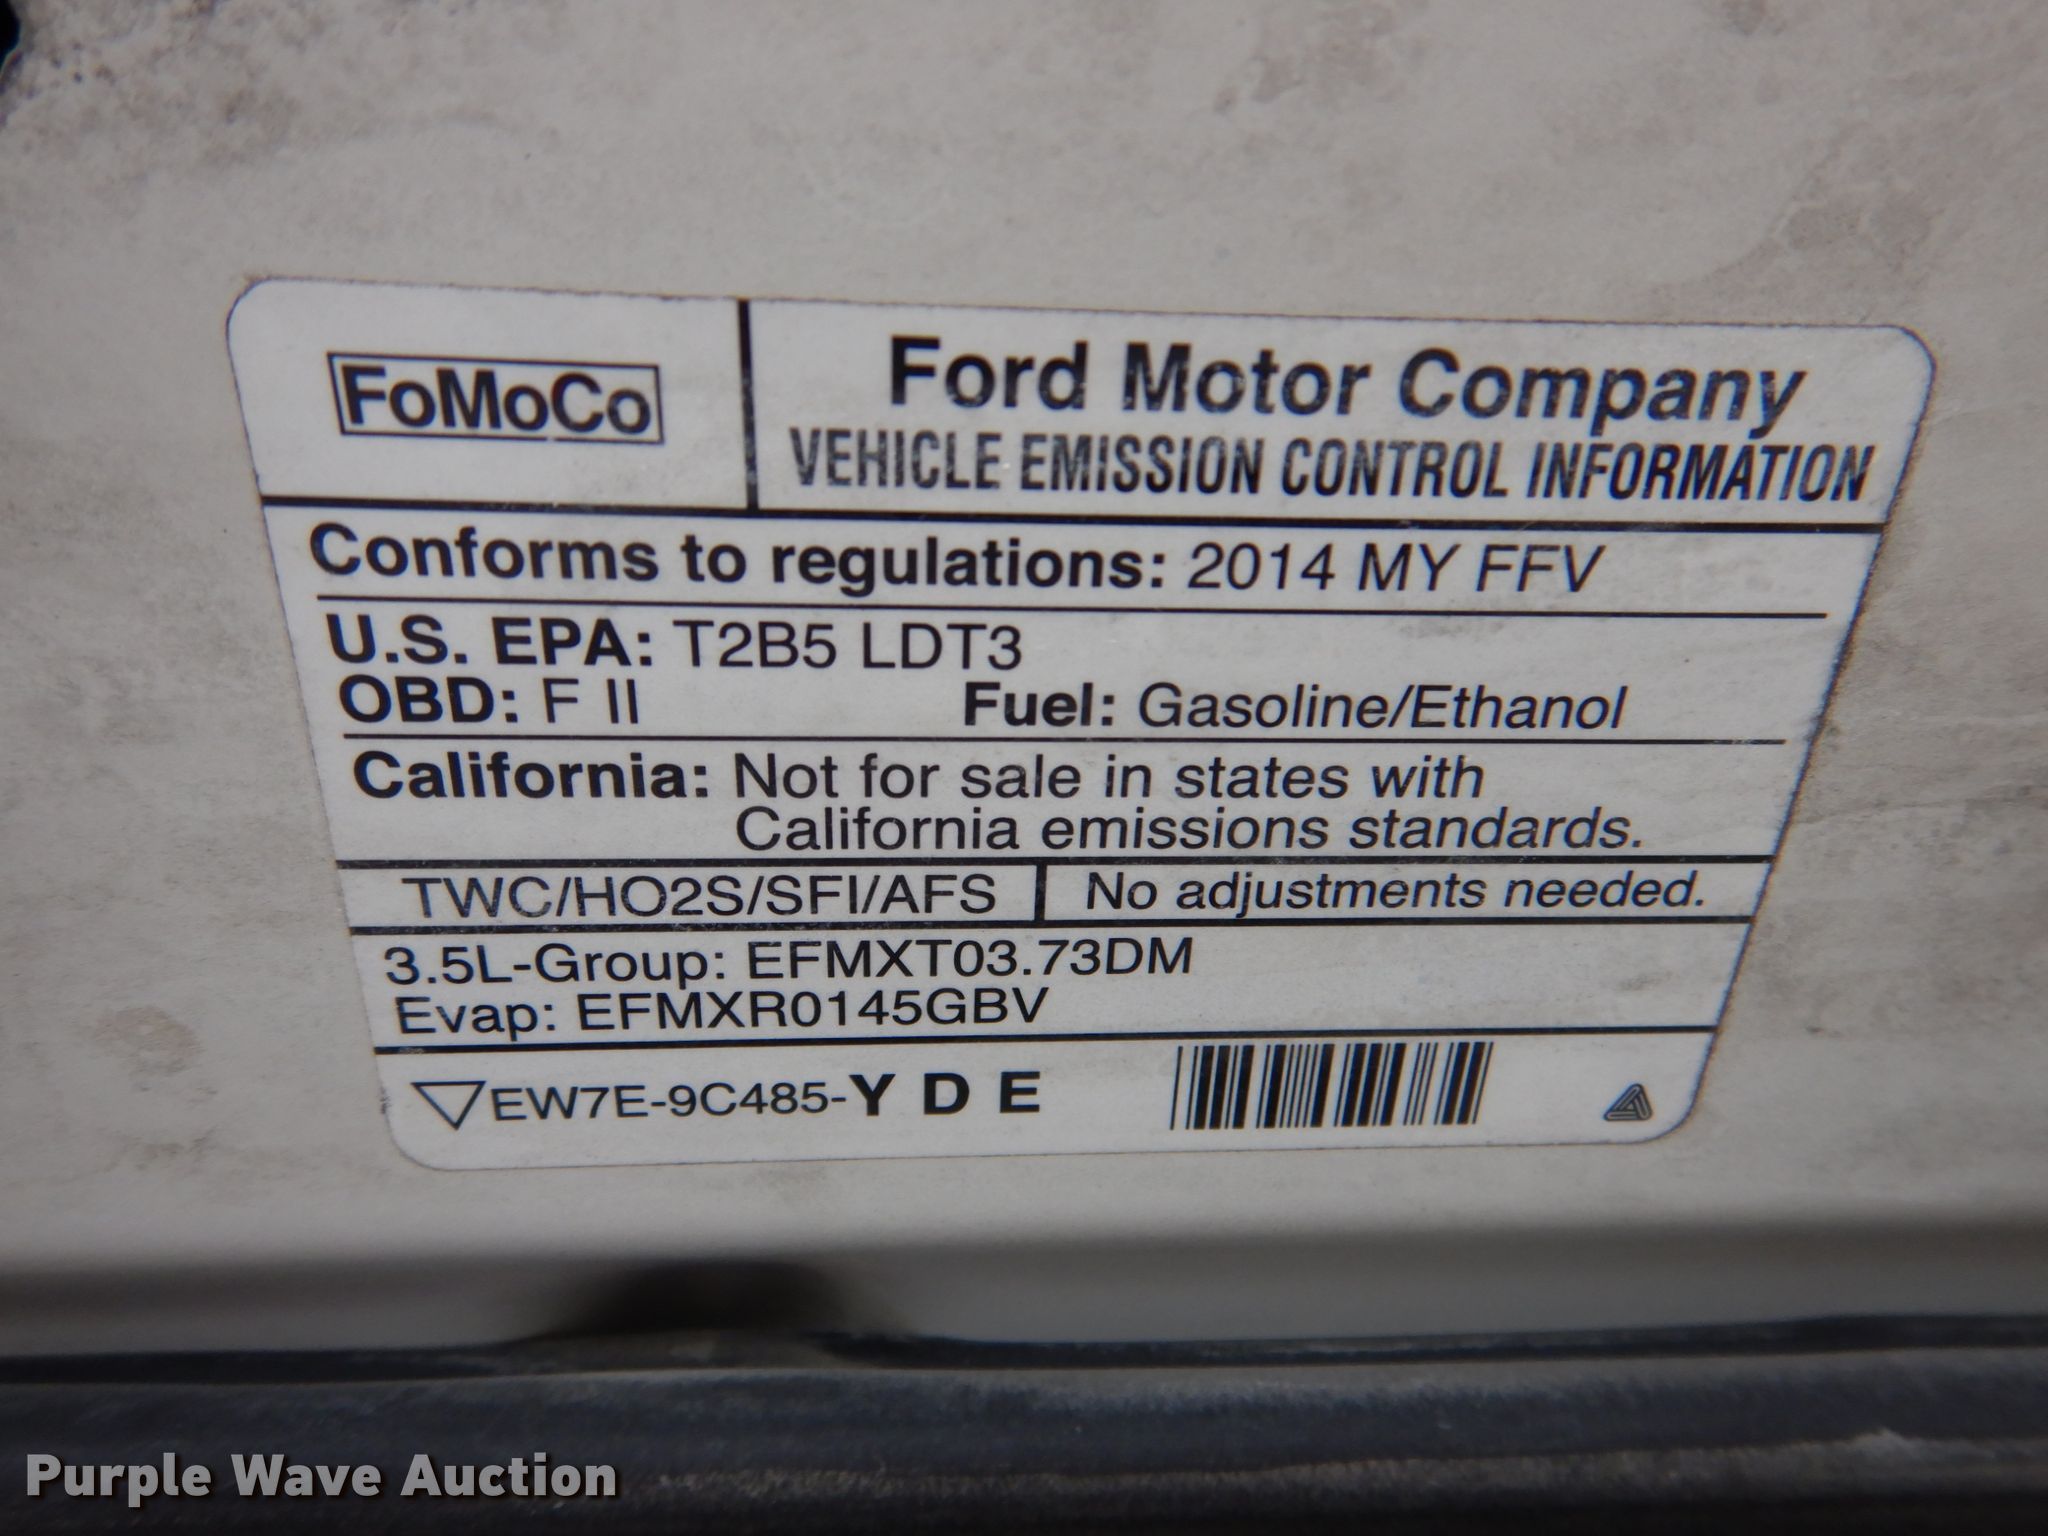 FoMoCo
Ford Motor Company
VEHICLE EMISSION CONTROL INFORMATION
Conforms to regulations: 2014 MY FFV
U.S. EPA: T2B5 LDT3
OBD: F II Fuel: Gasoline/Ethanol
California: Not for sale in states with
California emissions standards.
TWC/HO2S/SFI/AFS No adjustments needed.
3.5L-Group: EFMXT03.73DM
Evap: EFMXR0145GBV
EW7E-9C485-Y D E
Purple Wave Auction